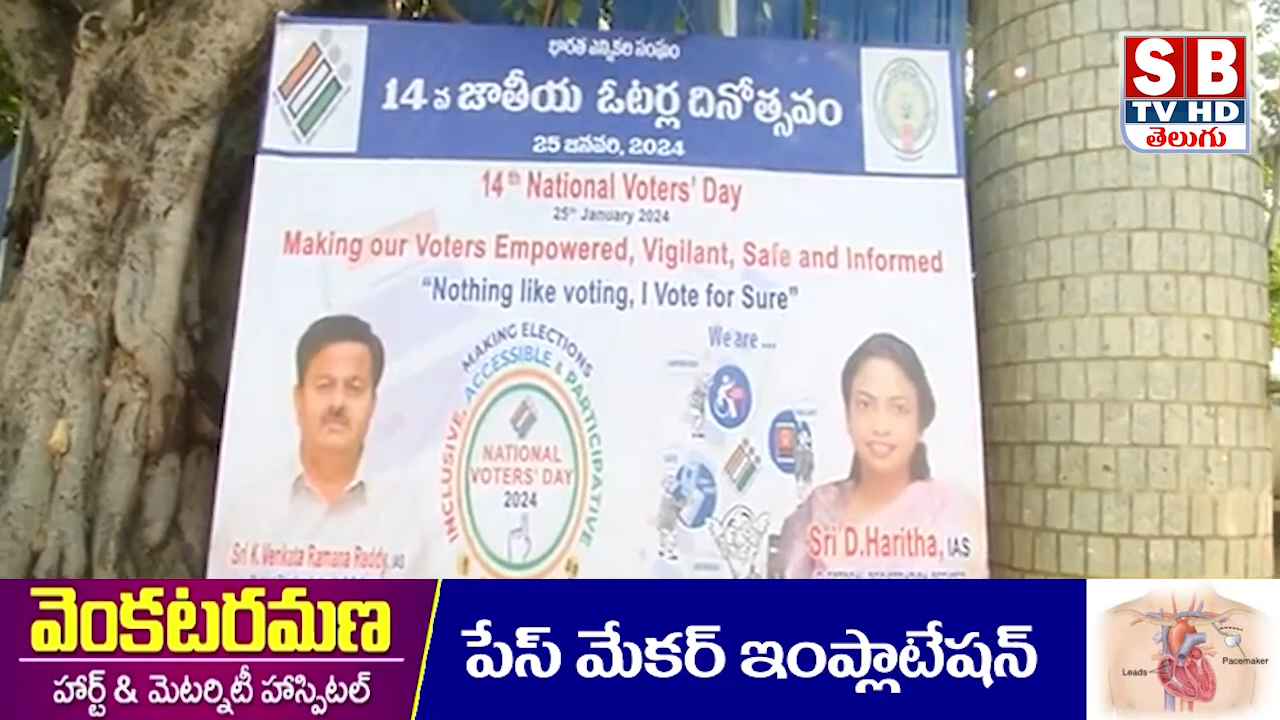 SB
TV HD
తెలుగు
భారత ఎన్నికల సంఘం
14 వ జాతీయ ఓటర్ల దినోత్సవం
25 జనవరి, 2024
14th National Voters' Day
25th January 2024
Making our Voters Empowered, Vigilant, Safe and Informed
“Nothing like voting, I Vote for Sure”
MAKING ELECTIONS
INCLUSIVE, ACCESSIBLE & PARTICIPATIVE
NATIONAL
VOTERS' DAY
2024
We are ...
Sri K.Venkata Ramana Reddy, IAS
Sri D.Haritha, IAS
వెంకటరమణ
హార్ట్ & మెటర్నిటీ హాస్పిటల్
పేస్ మేకర్ ఇంప్లాటేషన్
Leads
Pacemaker